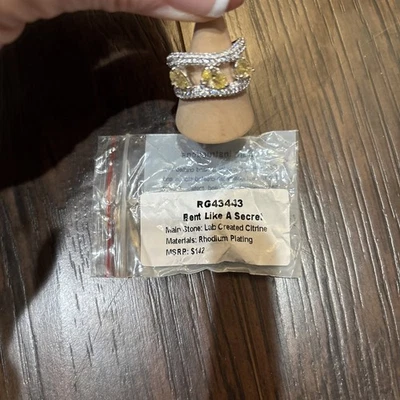 RG43443
Bent Like A Secret
Main Stone: Lab Created Citrine
Materials: Rhodium Plating
MSRP: $142